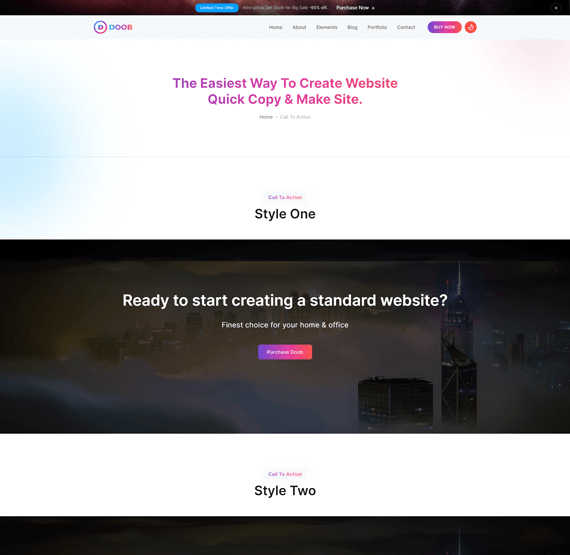 Limited Time Offer
Intro price. Get Doob for Big Sale -95% off.
Purchase Now
DOOB
Home
About
Elements
Blog
Portfolio
Contact
BUY NOW
The Easiest Way To Create Website
Quick Copy & Make Site.
Home
Call To Action
Call To Action
Style One
Ready to start creating a standard website?
Finest choice for your home & office
Purchase Doob
Call To Action
Style Two